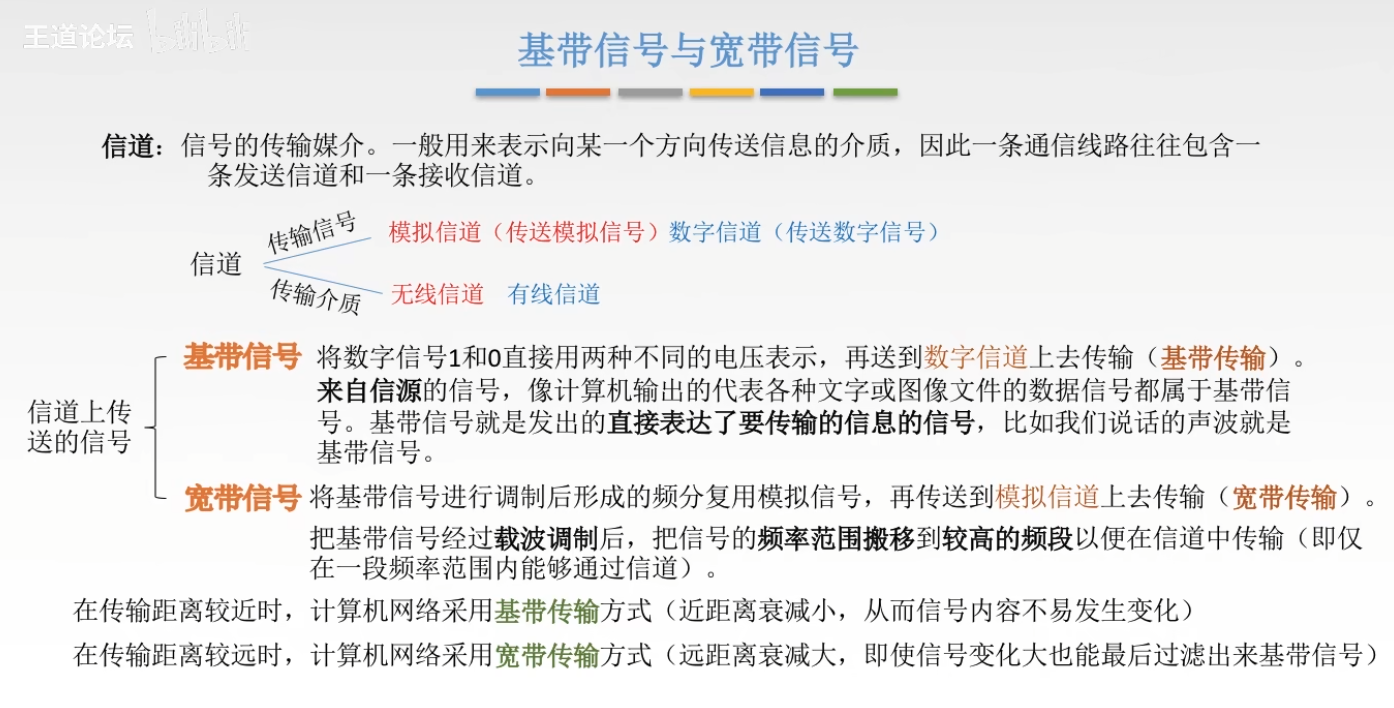 王道论坛 bilibili
基带信号与宽带信号
信道：信号的传输媒介。一般用来表示向某一个方向传送信息的介质，因此一条通信线路往往包含一
条发送信道和一条接收信道。
传输信号
模拟信道（传送模拟信号）数字信道（传送数字信号）
信道
传输介质
无线信道 有线信道
基带信号 将数字信号1和0直接用两种不同的电压表示，再送到数字信道上去传输（基带传输）。
来自信源的信号，像计算机输出的代表各种文字或图像文件的数据信号都属于基带信
号。基带信号就是发出的直接表达了要传输的信息的信号，比如我们说话的声波就是
基带信号。
信道上传
送的信号
宽带信号 将基带信号进行调制后形成的频分复用模拟信号，再传送到模拟信道上去传输（宽带传输）。
把基带信号经过载波调制后，把信号的频率范围搬移到较高的频段以便在信道中传输（即仅
在一段频率范围内能够通过信道）。
在传输距离较近时，计算机网络采用基带传输方式（近距离衰减小，从而信号内容不易发生变化）
在传输距离较远时，计算机网络采用宽带传输方式（远距离衰减大，即使信号变化大也能最后过滤出来基带信号）